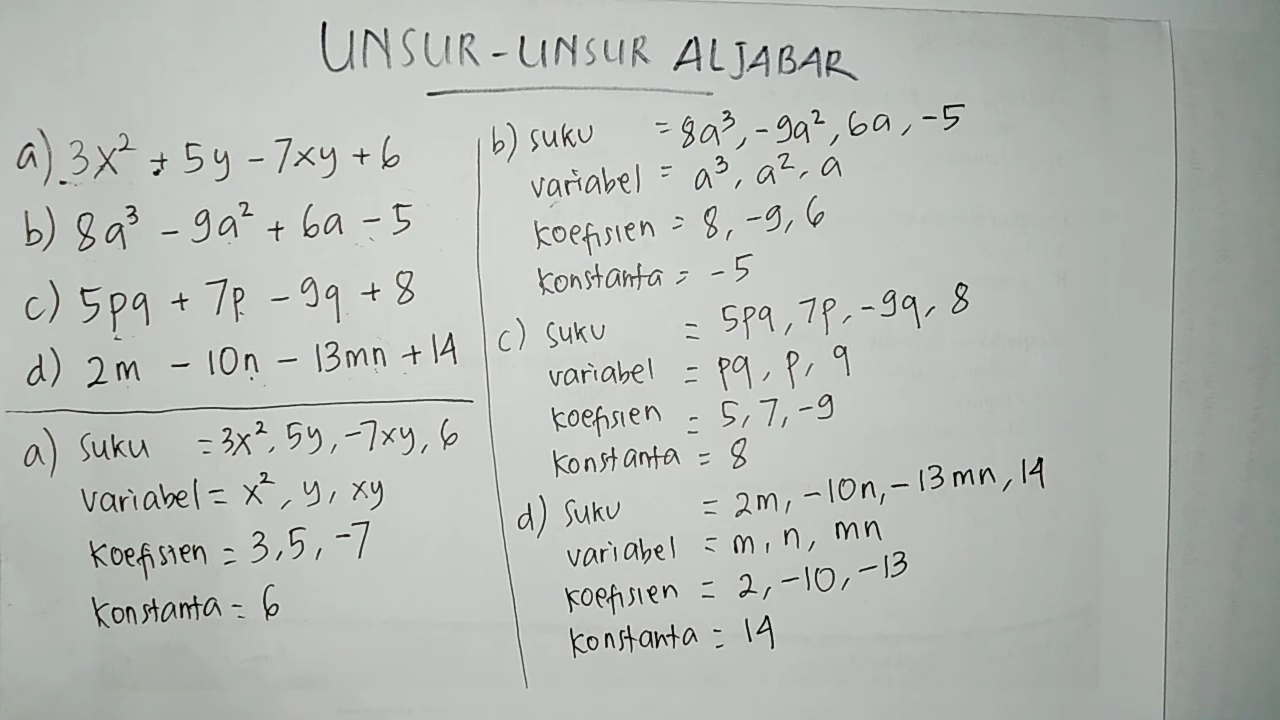 UNSUR-UNSUR ALJABAR
a) 3x² + 5y - 7xy + 6
b) 8a³ - 9a² + 6a - 5
c) 5pq + 7p - 9q + 8
d) 2m - 10n - 13mn + 14
a) suku = 3x², 5y, -7xy, 6
variabel = x², y, xy
koefisien = 3, 5, -7
konstanta = 6
b) suku = 8a³, -9a², 6a, -5
variabel = a³, a², a
koefisien = 8, -9, 6
konstanta = -5
c) suku = 5pq, 7p, -9q, 8
variabel = pq, p, q
koefisien = 5, 7, -9
konstanta = 8
d) suku = 2m, -10n, -13mn, 14
variabel = m, n, mn
koefisien = 2, -10, -13
konstanta = 14